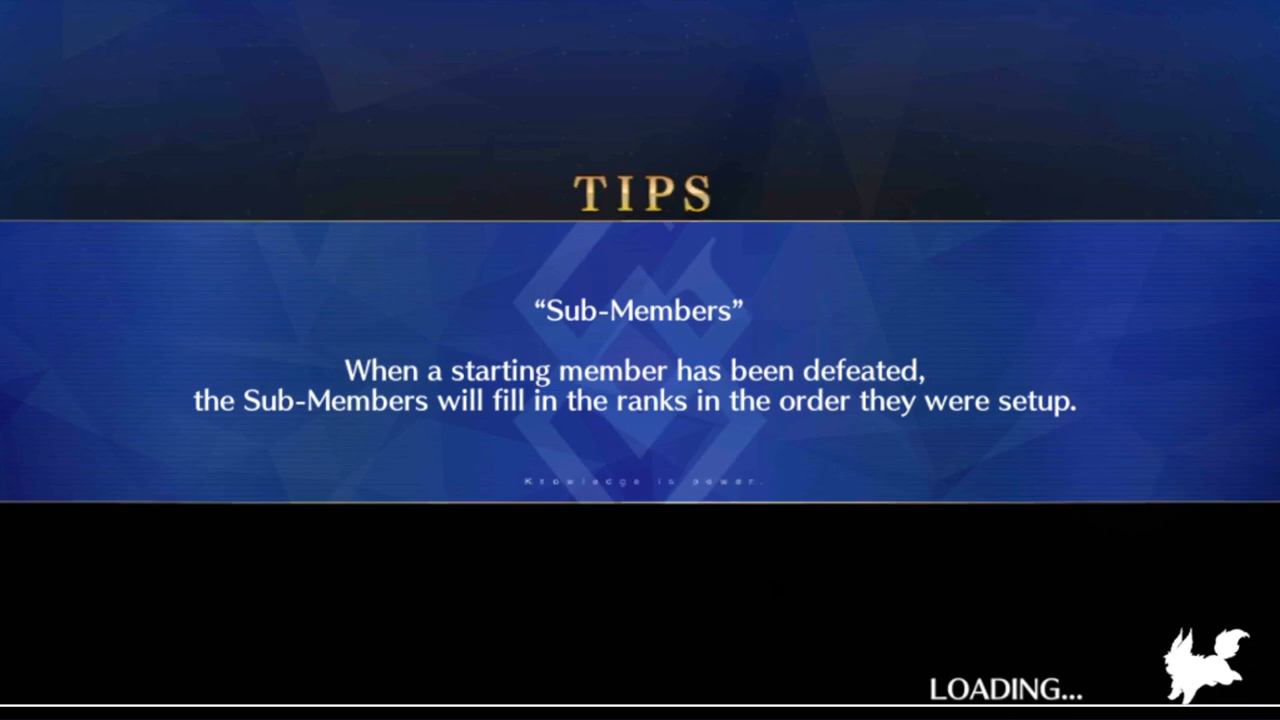 TIPS
“Sub-Members”
When a starting member has been defeated,
the Sub-Members will fill in the ranks in the order they were setup.
Knowledge is power.
LOADING...